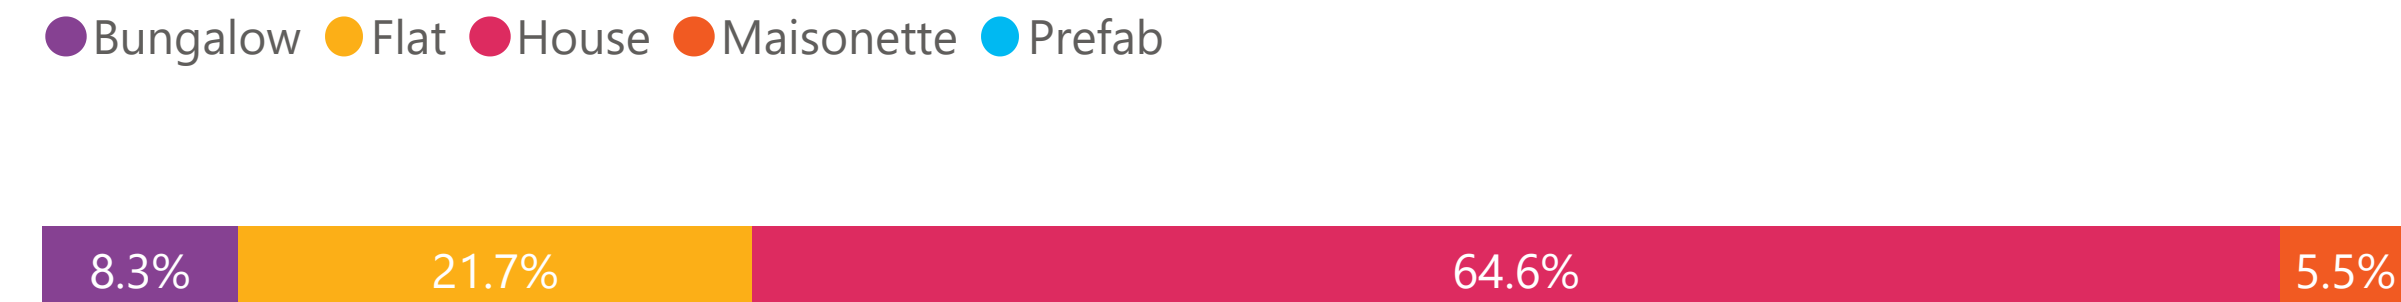 Bungalow Flat House Maisonette Prefab
8.3% 21.7% 64.6% 5.5%